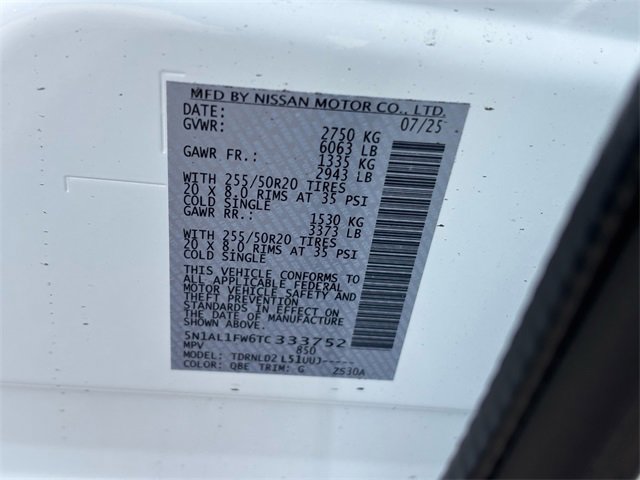 MFD BY NISSAN MOTOR CO., LTD.
DATE: 07/25
GVWR: 2750 KG
6063 LB
GAWR FR.: 1335 KG
2943 LB
WITH 255/50R20 TIRES
20 X 8.0 RIMS AT 35 PSI
COLD SINGLE
GAWR RR.: 1530 KG
3373 LB
WITH 255/50R20 TIRES
20 X 8.0 RIMS AT 35 PSI
COLD SINGLE
THIS VEHICLE CONFORMS TO
ALL APPLICABLE FEDERAL
MOTOR VEHICLE SAFETY AND
THEFT PREVENTION
STANDARDS IN EFFECT ON
THE DATE OF MANUFACTURE
SHOWN ABOVE.
5N1AL1FW6TC333752
MPV 850
MODEL: TDRNLD2 L51UUJ-----
COLOR: QBE TRIM: G 2S30A